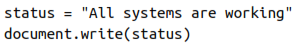 status = "All systems are working"
document.write(status)